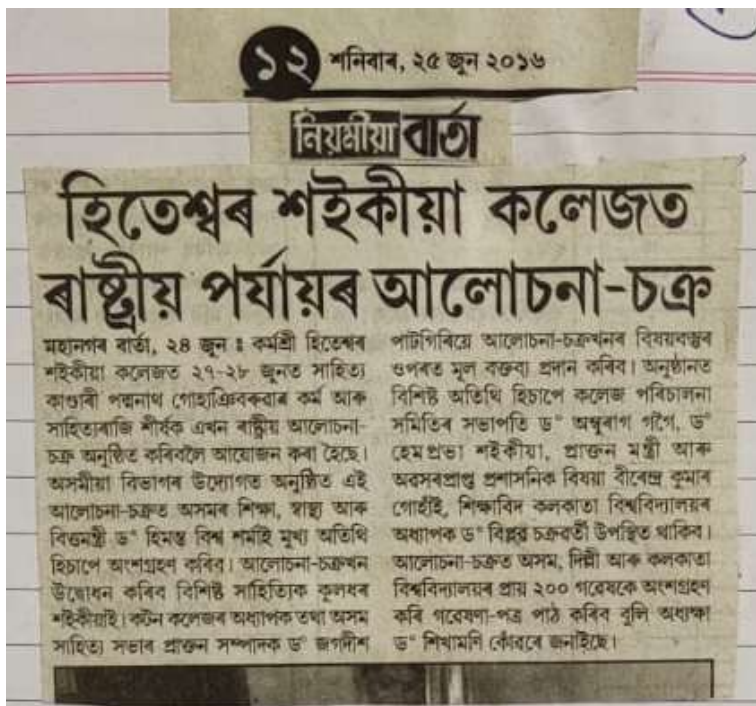 ১২ শনিবাৰ, ২৫ জুন ২০১৬
নিয়মীয়া বাৰ্তা
হিতেশ্বৰ শইকীয়া কলেজত
ৰাষ্ট্ৰীয় পৰ্যায়ৰ আলোচনা-চক্ৰ
মহানগৰ বাৰ্তা, ২৪ জুন ঃ কৰ্মশ্ৰী হিতেশ্বৰ
শইকীয়া কলেজত ২৭-২৮ জুনত সাহিত্য
কাণ্ডাৰী পদ্মনাথ গোহাঞিবৰুৱাৰ কৰ্ম আৰু
সাহিত্যৰাজি শীৰ্ষক এখন ৰাষ্ট্ৰীয় আলোচনা-
চক্ৰ অনুষ্ঠিত কৰিবলৈ আয়োজন কৰা হৈছে।
অসমীয়া বিভাগৰ উদ্যোগত অনুষ্ঠিত এই
আলোচনা-চক্ৰত অসমৰ শিক্ষা, স্বাস্থ্য আৰু
বিত্তমন্ত্ৰী ড° হিমন্ত বিশ্ব শৰ্মাই মুখ্য অতিথি
হিচাপে অংশগ্ৰহণ কৰিব। আলোচনা-চক্ৰখন
উদ্বোধন কৰিব বিশিষ্ট সাহিত্যিক কুলধৰ
শইকীয়াই। কটন কলেজৰ অধ্যাপক তথা অসম
সাহিত্য সভাৰ প্ৰাক্তন সম্পাদক ড° জগদীশ
পাটগিৰিয়ে আলোচনা-চক্ৰখনৰ বিষয়বস্তুৰ
ওপৰত মূল বক্তব্য প্ৰদান কৰিব। অনুষ্ঠানত
বিশিষ্ট অতিথি হিচাপে কলেজ পৰিচালনা
সমিতিৰ সভাপতি ড° অম্বুৰাগ গগৈ, ড°
হেমপ্ৰভা শইকীয়া, প্ৰাক্তন মন্ত্ৰী আৰু
অৱসৰপ্ৰাপ্ত প্ৰশাসনিক বিষয়া বীৰেন্দ্ৰ কুমাৰ
গোহাঁই, শিক্ষাবিদ কলকাতা বিশ্ববিদ্যালয়ৰ
অধ্যাপক ড° বিপ্লৱ চক্ৰবৰ্তী উপস্থিত থাকিব।
আলোচনা-চক্ৰত অসম, দিল্লী আৰু কলকাতা
বিশ্ববিদ্যালয়ৰ প্ৰায় ২০০ গৱেষকে অংশগ্ৰহণ
কৰি গৱেষণা-পত্ৰ পাঠ কৰিব বুলি অধ্যক্ষা
ড° শিখামণি কোঁৱৰে জনাইছে।